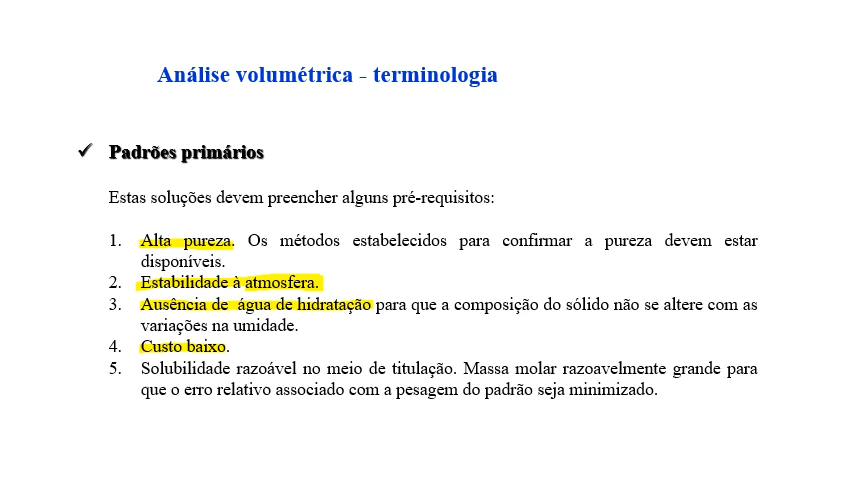 Análise volumétrica - terminologia
✓ Padrões primários
Estas soluções devem preencher alguns pré-requisitos:
1. Alta pureza. Os métodos estabelecidos para confirmar a pureza devem estar
disponíveis.
2. Estabilidade à atmosfera.
3. Ausência de água de hidratação para que a composição do sólido não se altere com as
variações na umidade.
4. Custo baixo.
5. Solubilidade razoável no meio de titulação. Massa molar razoavelmente grande para
que o erro relativo associado com a pesagem do padrão seja minimizado.